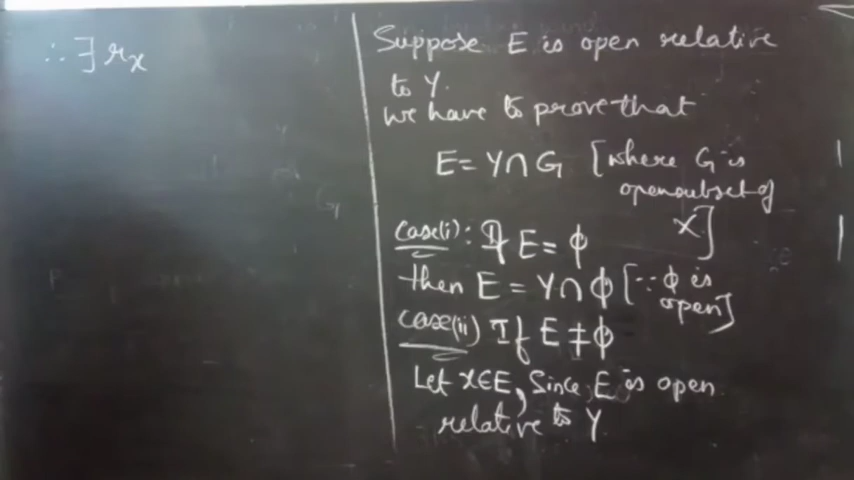 Suppose E is open relative
to Y.
we have to prove that
E = Y ∩ G [where G is
open subset of
X]
case(i): If E = ϕ
then E = Y ∩ ϕ [∵ ϕ is
open]
case(ii) If E ≠ ϕ
Let x ∈ E, Since, E is open
relative to Y
∴ ∃ r_x